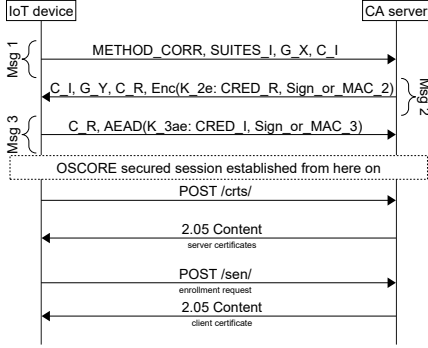 IoT device
CA server
Msg 1
METHOD_CORR, SUITES_I, G_X, C_I
C_I, G_Y, C_R, Enc(K_2e: CRED_R, Sign_or_MAC_2)
Msg 2
Msg 3
C_R, AEAD(K_3ae: CRED_I, Sign_or_MAC_3)
OSCORE secured session established from here on
POST /crts/
2.05 Content
server certificates
POST /sen/
enrollment request
2.05 Content
client certificate